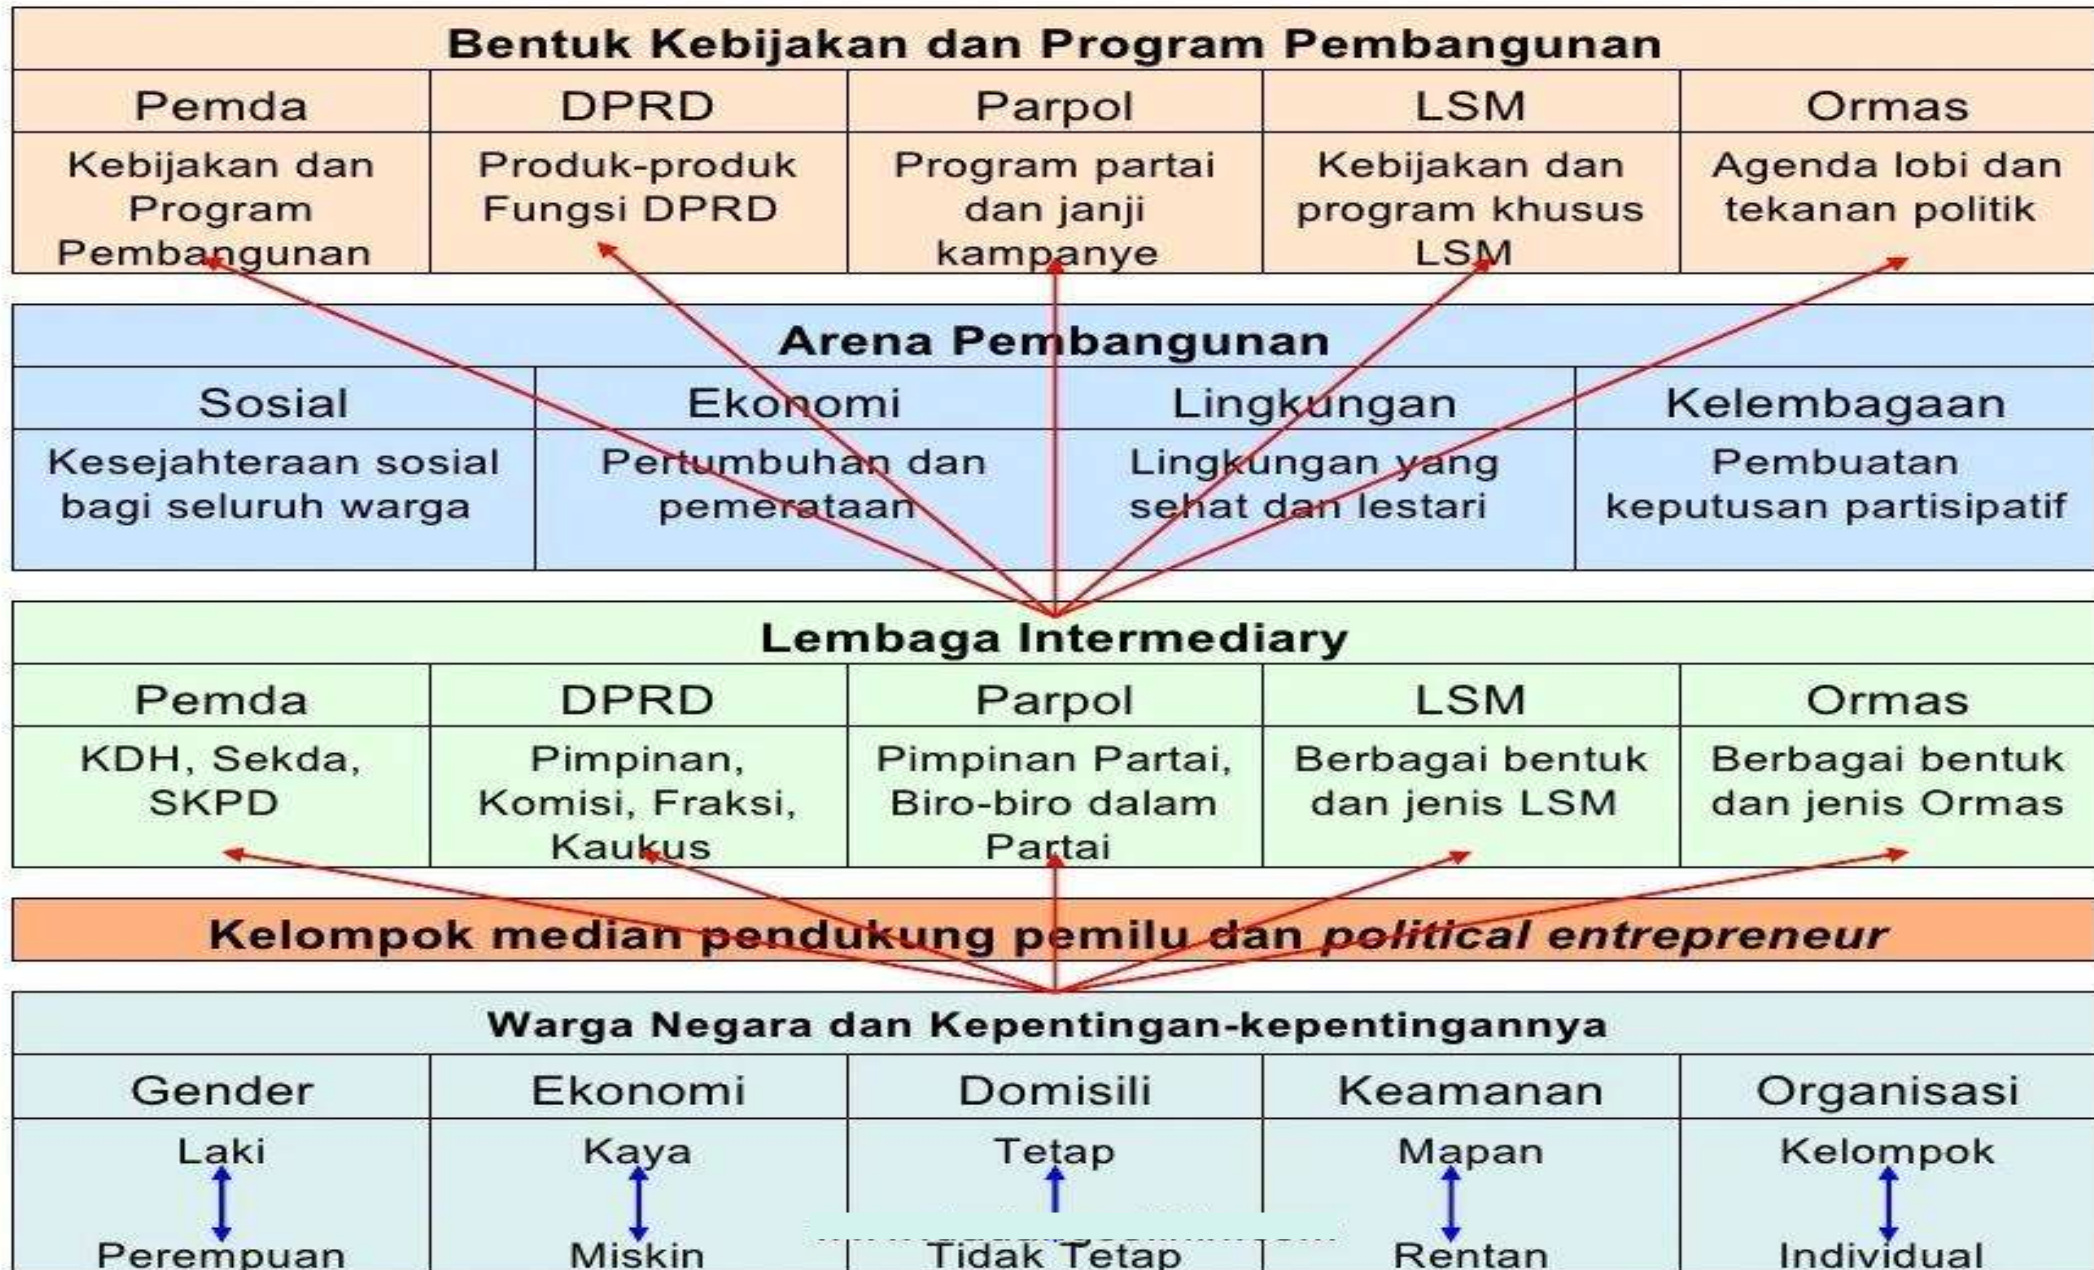 Bentuk Kebijakan dan Program Pembangunan
Pemda
DPRD
Parpol
LSM
Ormas
Kebijakan dan
Program
Pembangunan
Produk-produk
Fungsi DPRD
Program partai
dan janji
kampanye
Kebijakan dan
program khusus
LSM
Agenda lobi dan
tekanan politik
Arena Pembangunan
Sosial
Ekonomi
Lingkungan
Kelembagaan
Kesejahteraan sosial
bagi seluruh warga
Pertumbuhan dan
pemerataan
Lingkungan yang
sehat dan lestari
Pembuatan
keputusan partisipatif
Lembaga Intermediary
Pemda
DPRD
Parpol
LSM
Ormas
KDH, Sekda,
SKPD
Pimpinan,
Komisi, Fraksi,
Kaukus
Pimpinan Partai,
Biro-biro dalam
Partai
Berbagai bentuk
dan jenis LSM
Berbagai bentuk
dan jenis Ormas
Kelompok median pendukung pemilu dan political entrepreneur
Warga Negara dan Kepentingan-kepentingannya
Gender
Ekonomi
Domisili
Keamanan
Organisasi
Laki
Perempuan
Kaya
Miskin
Tetap
Tidak Tetap
Mapan
Rentan
Kelompok
Individual